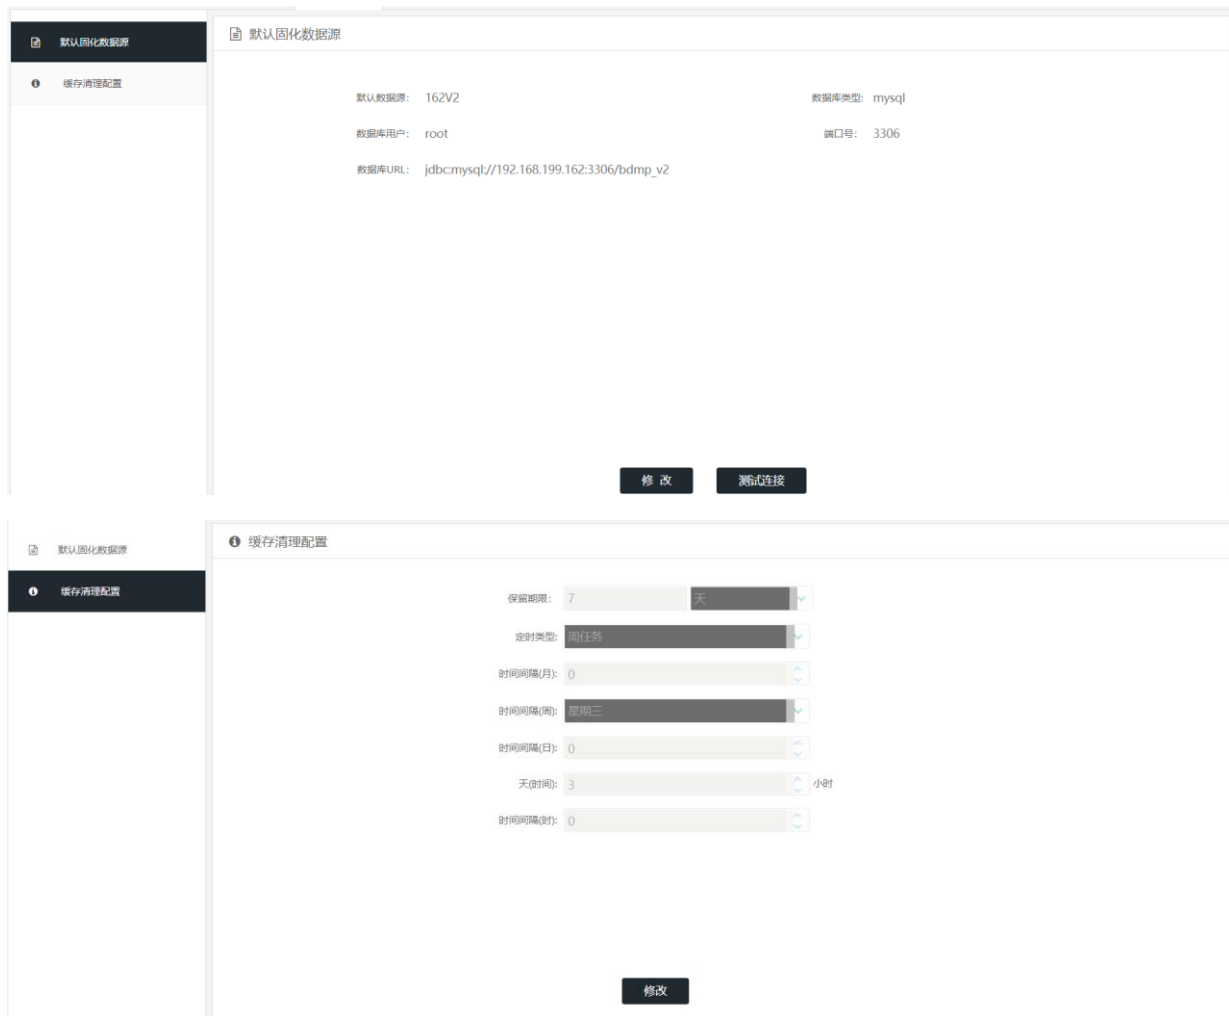 默认固化数据源
缓存清理配置
默认固化数据源
默认数据源: 162V2 数据库类型: mysql
数据库用户: root 端口号: 3306
数据库URL: jdbc:mysql://192.168.199.162:3306/bdmp_v2
修 改 测试连接
默认固化数据源
缓存清理配置
缓存清理配置
保留期限: 7 天
定时类型: 周任务
时间间隔(月): 0
时间间隔(周): 星期三
时间间隔(日): 0
天(时间): 3 小时
时间间隔(时): 0
修改